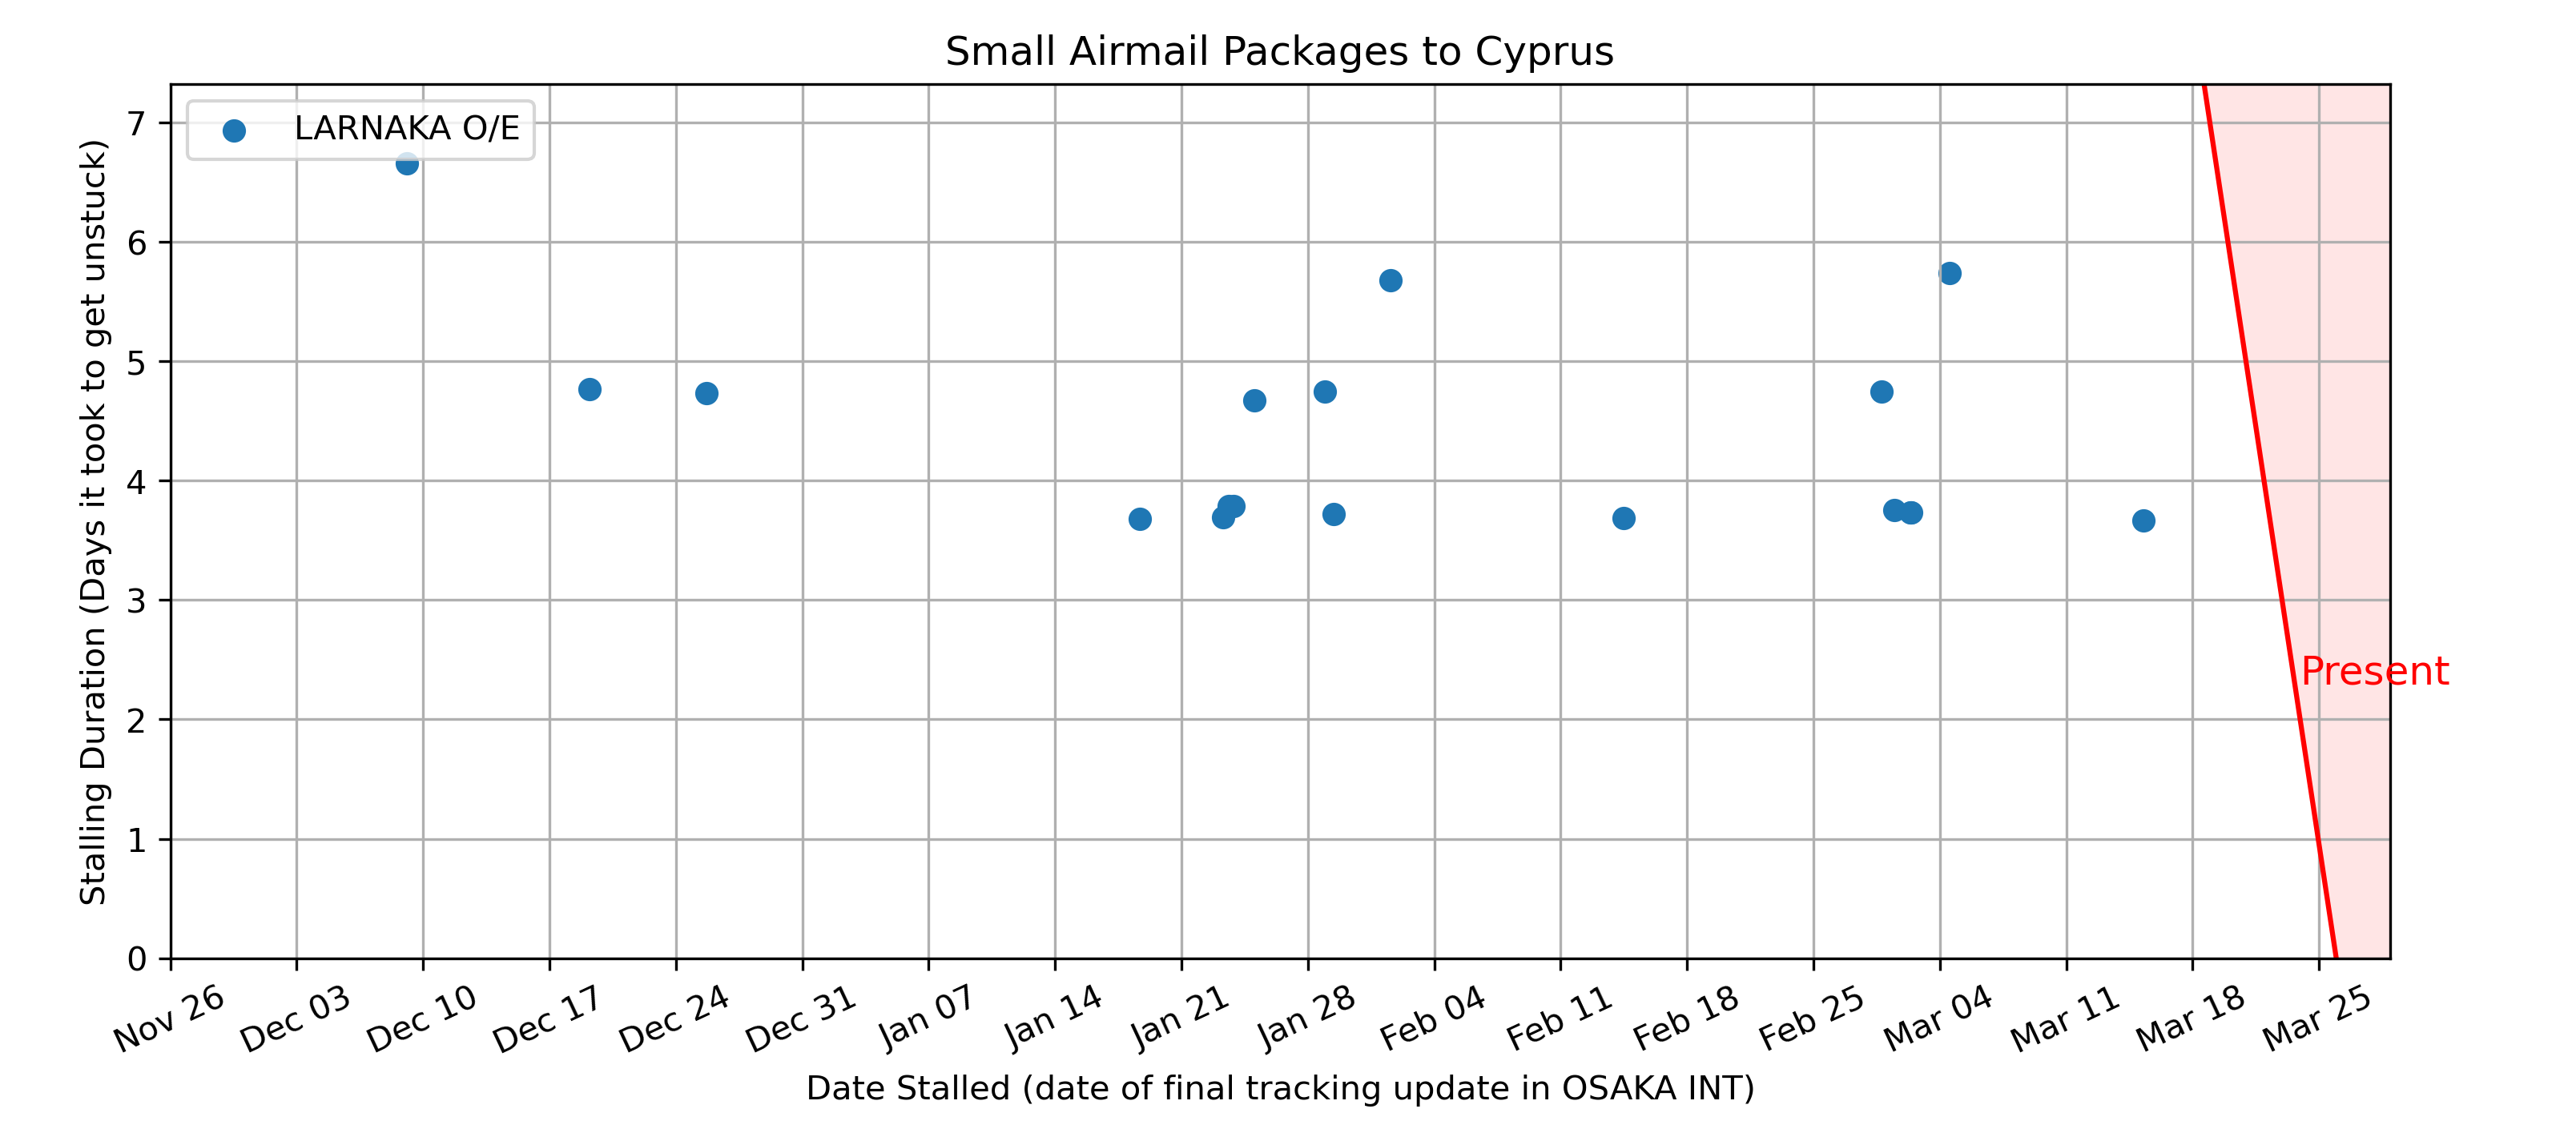 Small Airmail Packages to Cyprus
LARNAKA O/E
Stalling Duration (Days it took to get unstuck)
7
6
5
4
3
2
1
0
Present
Nov 26
Dec 03
Dec 10
Dec 17
Dec 24
Dec 31
Jan 07
Jan 14
Jan 21
Jan 28
Feb 04
Feb 11
Feb 18
Feb 25
Mar 04
Mar 11
Mar 18
Mar 25
Date Stalled (date of final tracking update in OSAKA INT)